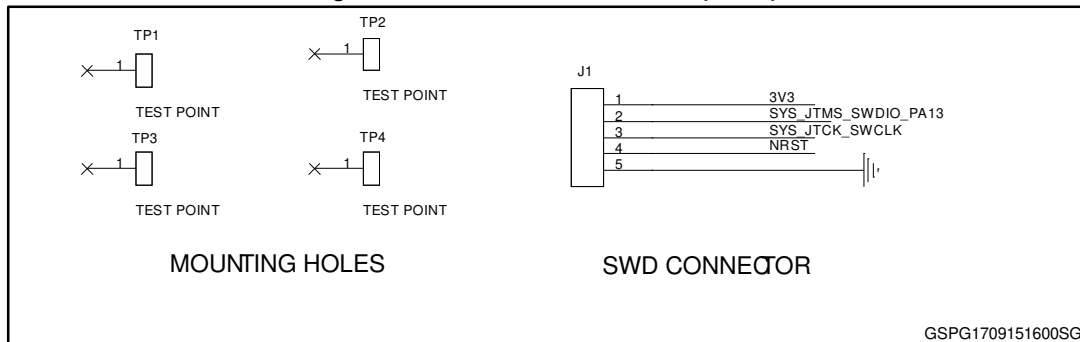 TP1
1
TEST POINT
TP2
1
TEST POINT
TP3
1
TEST POINT
TP4
1
TEST POINT
MOUNTING HOLES
J1
1 3V3
2 SYS_JTMS_SWDIO_PA13
3 SYS_JTCK_SWCLK
4 NRST
5
SWD CONNECTOR
GSPG1709151600SG